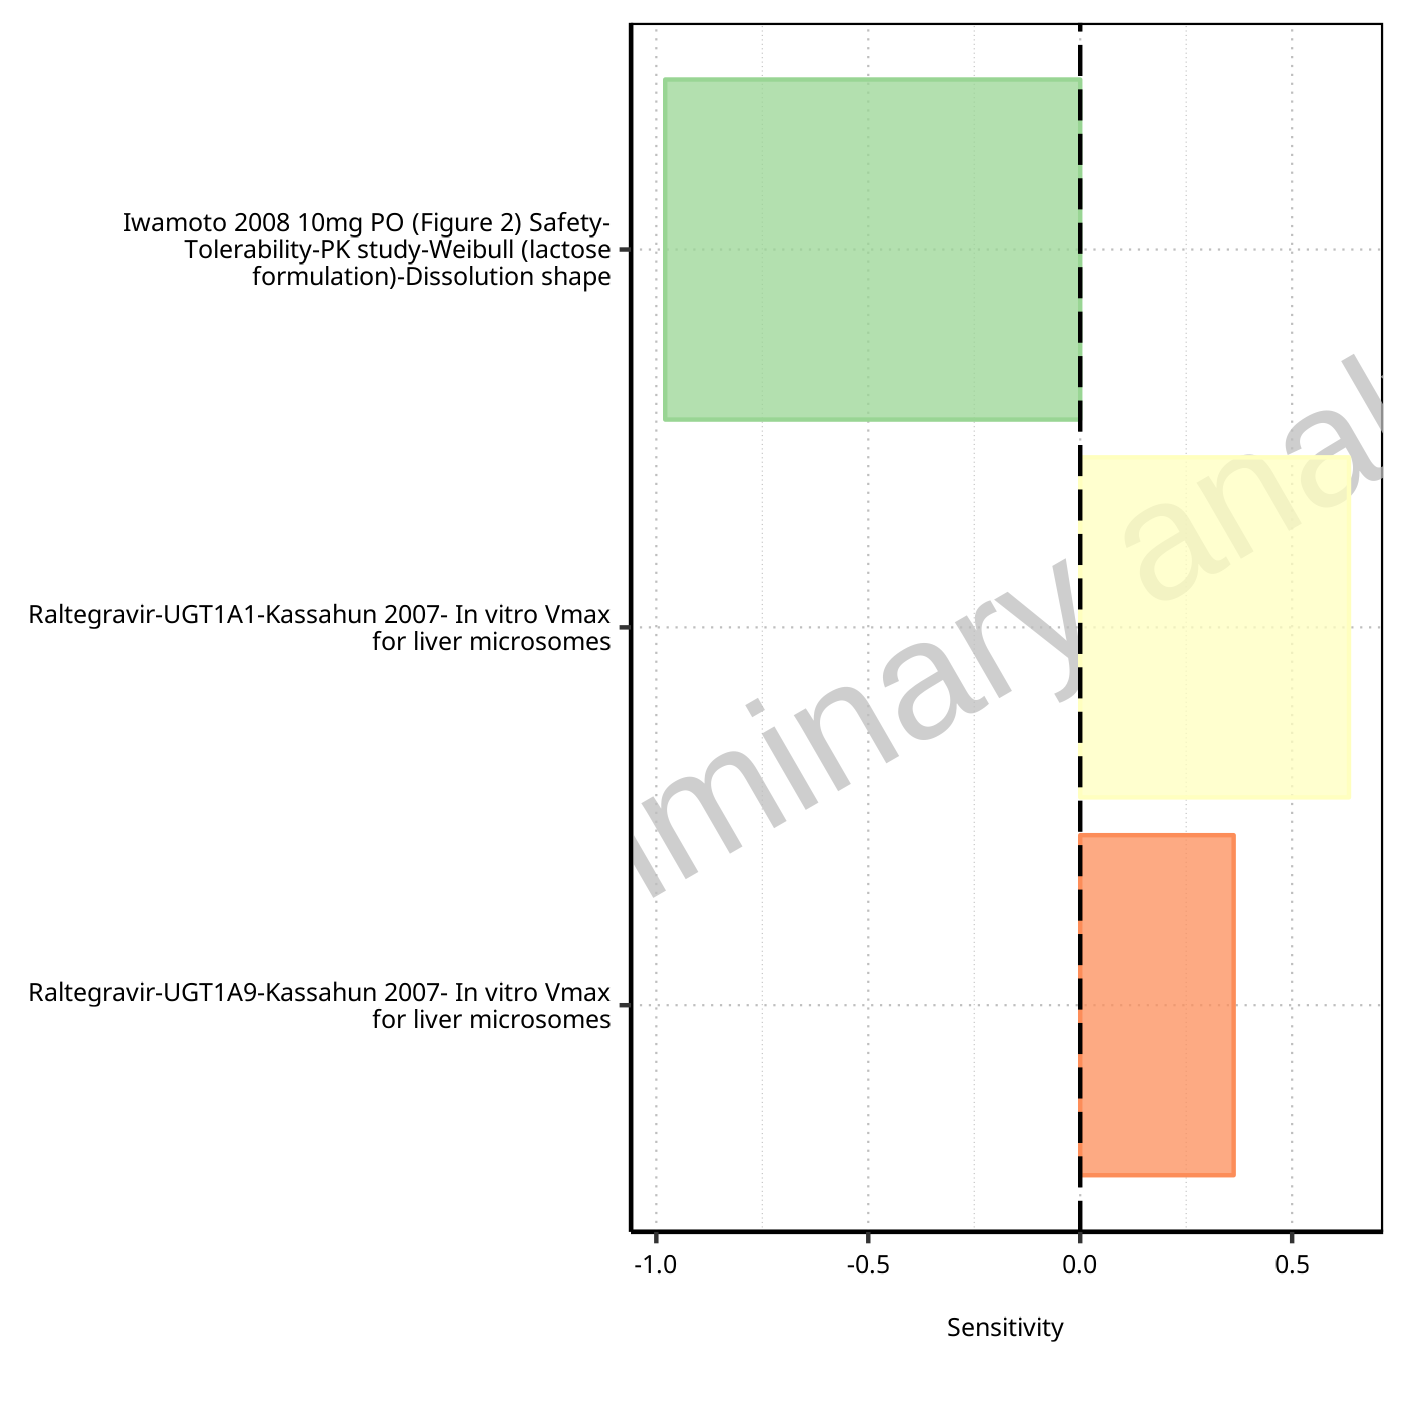 Iwamoto 2008 10mg PO (Figure 2) Safety-
Tolerability-PK study-Weibull (lactose
formulation)-Dissolution shape
Raltegravir-UGT1A1-Kassahun 2007- In vitro Vmax
for liver microsomes
Raltegravir-UGT1A9-Kassahun 2007- In vitro Vmax
for liver microsomes
-1.0
-0.5
0.0
0.5
Sensitivity